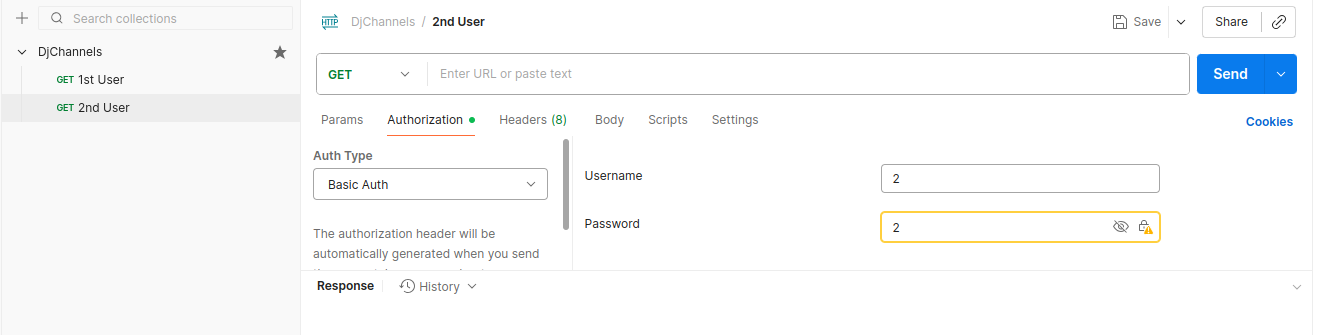 Search collections
DjChannels
GET 1st User
GET 2nd User
HTTP DjChannels / 2nd User
Save
Share
GET
Enter URL or paste text
Send
Params
Authorization
Headers (8)
Body
Scripts
Settings
Cookies
Auth Type
Basic Auth
The authorization header will be
automatically generated when you send
Username
2
Password
2
Response
History